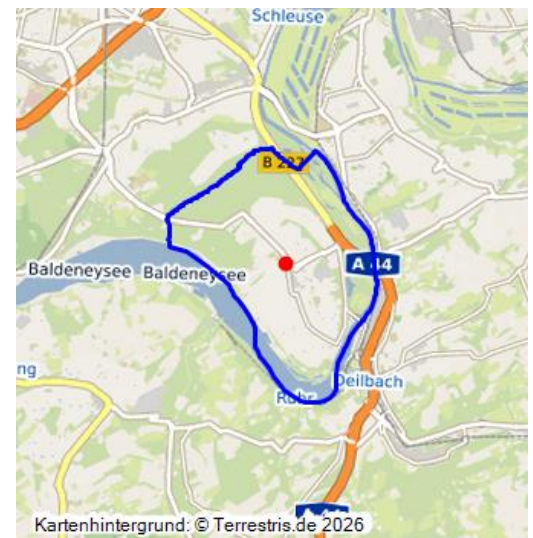 Schleuse
B 227
Baldeneysee Baldeneysee
A 44
ng
Deilbach
Ruhr
Kartenhintergrund: © Terrestris.de 2026